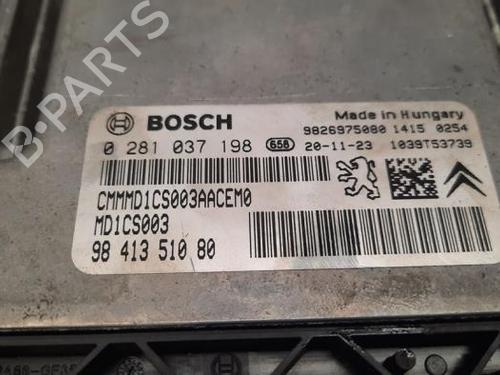 B-PARTS
BOSCH
Made in Hungary
0 281 037 198 658
9826975080 1415 0254
20-11-23 1039T53739
CMMMD1CS003AACEM0
MD1CS003
98 413 510 80